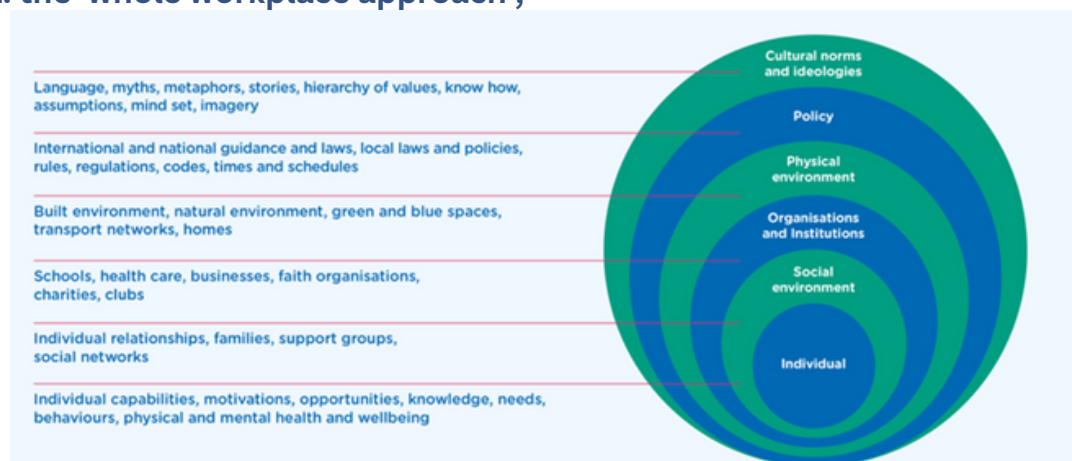 the 'whole workplace approach',
Cultural norms
and ideologies
Language, myths, metaphors, stories, hierarchy of values, know how,
assumptions, mind set, imagery
Policy
International and national guidance and laws, local laws and policies,
rules, regulations, codes, times and schedules
Physical
environment
Built environment, natural environment, green and blue spaces,
transport networks, homes
Organisations
and Institutions
Schools, health care, businesses, faith organisations,
charities, clubs
Social
environment
Individual relationships, families, support groups,
social networks
Individual
Individual capabilities, motivations, opportunities, knowledge, needs,
behaviours, physical and mental health and wellbeing